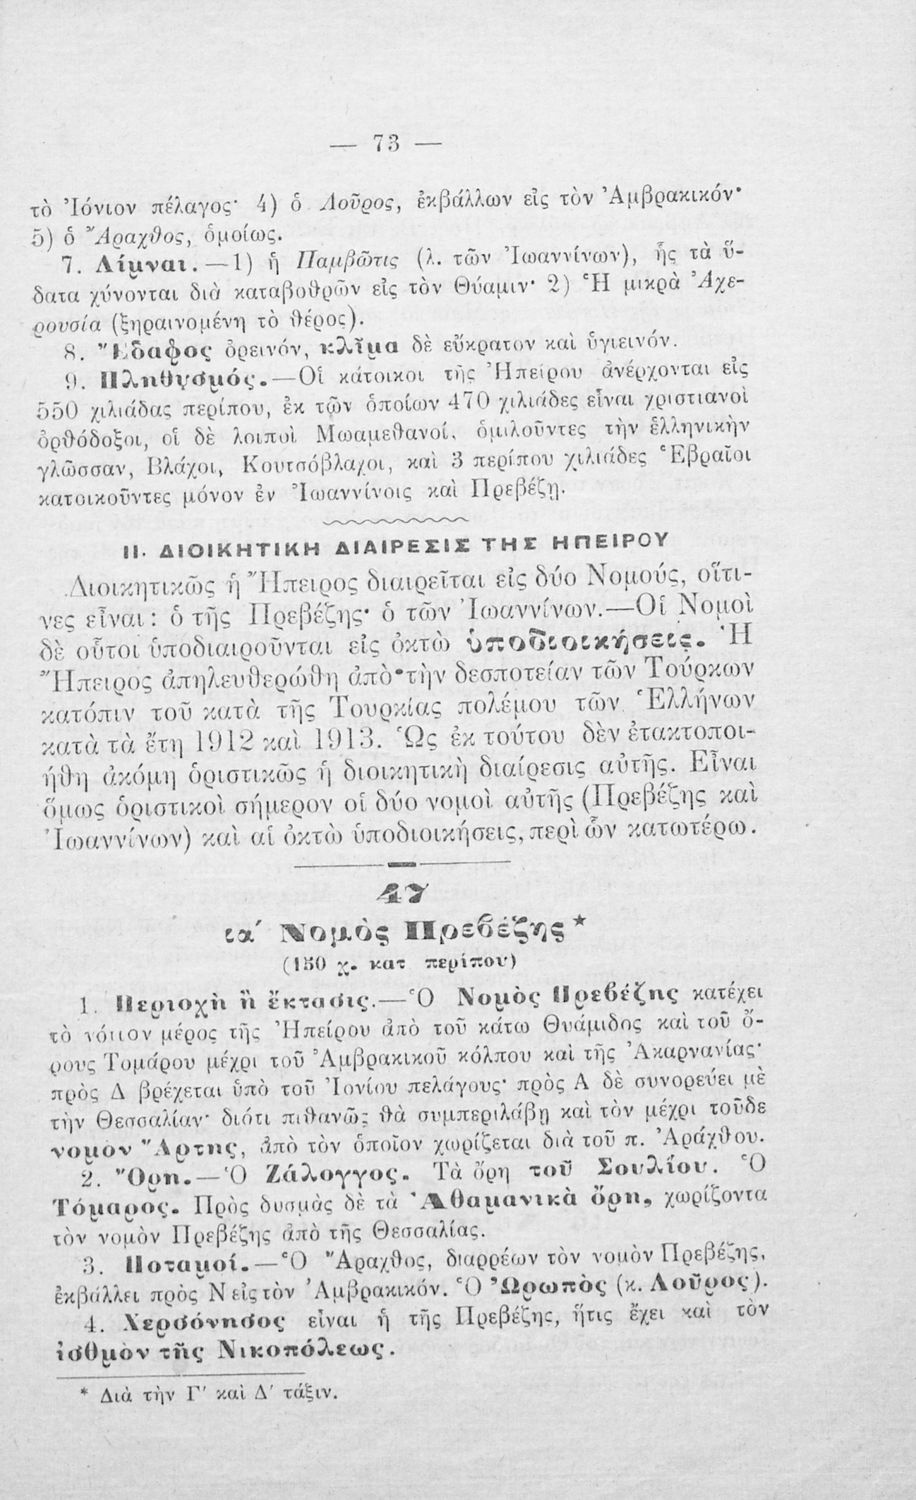 — 73 —
τὸ Ἰόνιον πέλαγος· 4) ὁ Λοῦρος, ἐκβάλλων εἰς τὸν Ἀμβρακικόν·
5) ὁ Ἄραχθος, ὁμοίως.
7. Λίμναι.—1) ἡ Παμβῶτις (λ. τῶν Ἰωαννίνων), ἧς τὰ ὕ-
δατα χύνονται διὰ καταβοθρῶν εἰς τὸν Θύαμιν· 2) Ἡ μικρὰ Ἀχε-
ρουσία (ξηραινομένη τὸ θέρος).
8. Ἔδαφος ὀρεινόν, κλῖμα δὲ εὔκρατον καὶ ὑγιεινόν.
9. Πληθυσμός.—Οἱ κάτοικοι τῆς Ἠπείρου ἀνέρχονται εἰς
550 χιλιάδας περίπου, ἐκ τῶν ὁποίων 470 χιλιάδες εἶναι χριστιανοὶ
ὀρθόδοξοι, οἱ δὲ λοιποὶ Μωαμεθανοί, ὁμιλοῦντες τὴν ἑλληνικὴν
γλῶσσαν, Βλάχοι, Κουτσόβλαχοι, καὶ 3 περίπου χιλιάδες Ἑβραῖοι
κατοικοῦντες μόνον ἐν Ἰωαννίνοις καὶ Πρεβέζῃ.
II. ΔΙΟΙΚΗΤΙΚΗ ΔΙΑΙΡΕΣΙΣ ΤΗΣ ΗΠΕΙΡΟΥ
Διοικητικῶς ἡ Ἤπειρος διαιρεῖται εἰς δύο Νομούς, οἵτι-
νες εἶναι: ὁ τῆς Πρεβέζης· ὁ τῶν Ἰωαννίνων.—Οἱ Νομοὶ
δὲ οὗτοι ὑποδιαιροῦνται εἰς ὀκτὼ ὑποδιοικήσεις. Ἡ
Ἤπειρος ἀπηλευθερώθη ἀπὸ τὴν δεσποτείαν τῶν Τούρκων
κατόπιν τοῦ κατὰ τῆς Τουρκίας πολέμου τῶν Ἑλλήνων
κατὰ τὰ ἔτη 1912 καὶ 1913. Ὡς ἐκ τούτου δὲν ἐτακτοποι-
ήθη ἀκόμη ὁριστικῶς ἡ διοικητικὴ διαίρεσις αὐτῆς. Εἶναι
ὅμως ὁριστικοὶ σήμερον οἱ δύο νομοὶ αὐτῆς (Πρεβέζης καὶ
Ἰωαννίνων) καὶ αἱ ὀκτὼ ὑποδιοικήσεις, περὶ ὧν κατωτέρω.
47
ια΄ Νομὸς Πρεβέζης *
(150 χ. κατ περίπου)
1. Περιοχὴ ἢ ἔκτασις.—Ὁ Νομὸς Πρεβέζης κατέχει
τὸ νότιον μέρος τῆς Ἠπείρου ἀπὸ τοῦ κάτω Θυάμιδος καὶ τοῦ ὄ-
ρους Τομάρου μέχρι τοῦ Ἀμβρακικοῦ κόλπου καὶ τῆς Ἀκαρνανίας·
πρὸς Δ βρέχεται ὑπὸ τοῦ Ἰονίου πελάγους· πρὸς Α δὲ συνορεύει μὲ
τὴν Θεσσαλίαν· διότι πιθανῶς θὰ συμπεριλάβῃ καὶ τὸν μέχρι τοῦδε
νομὸν Ἄρτης, ἀπὸ τὸν ὁποῖον χωρίζεται διὰ τοῦ π. Ἀράχθου.
2. Ὄρη.—Ὁ Ζάλογγος. Τὰ ὄρη τοῦ Σουλίου. Ὁ
Τόμαρος. Πρὸς δυσμὰς δὲ τὰ Ἀθαμανικὰ ὄρη, χωρίζοντα
τὸν νομὸν Πρεβέζης ἀπὸ τῆς Θεσσαλίας.
3. Ποταμοί.—Ὁ Ἄραχθος, διαρρέων τὸν νομὸν Πρεβέζης,
ἐκβάλλει πρὸς Ν εἰς τὸν Ἀμβρακικόν. Ὁ Ὠρωπὸς (κ. Λοῦρος).
4. Χερσόνησος εἶναι ἡ τῆς Πρεβέζης, ἥτις ἔχει καὶ τὸν
ἰσθμὸν τῆς Νικοπόλεως.
* Διὰ τὴν Γ΄ καὶ Δ΄ τάξιν.